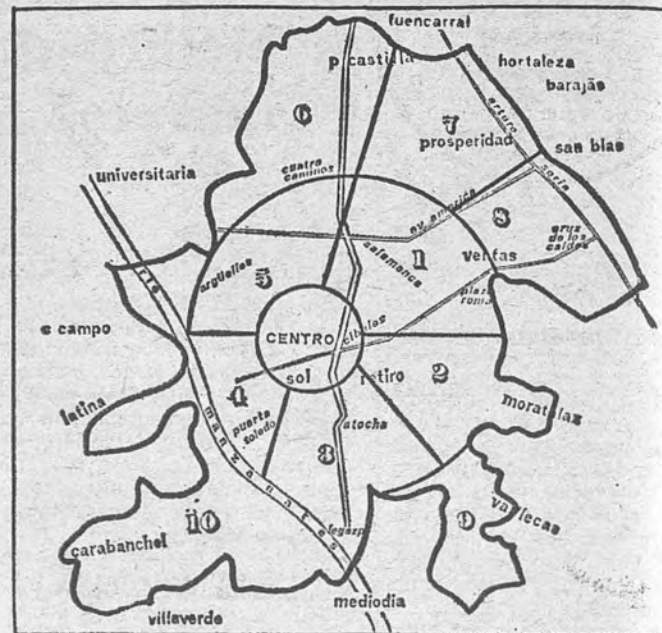 fuencarral
p. castilla
hortaleza
barajas
6
7
arturo
soria
prosperidad
san blas
cuatro
caminos
universitaria
av. america
8
cruz
de los
caidos
salamanca
1
ventas
argüelles
5
plaza
roma
rio
manzanares
c campo
CENTRO
cibeles
sol
retiro
2
4
latina
puerta
toledo
atocha
moratalaz
3
vallecas
9
10
legazpi
carabanchel
mediodia
villaverde